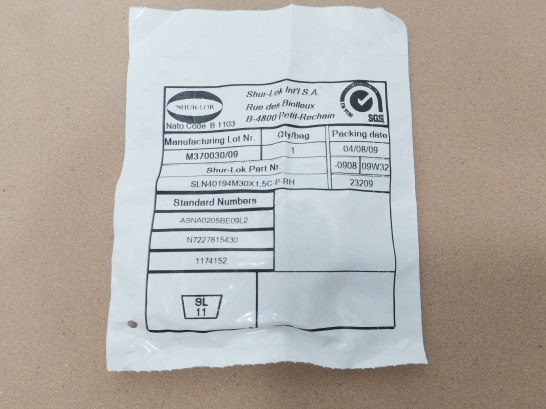 SHUR-LOK
Nato Code B 1103
Shur-Lok Int'l S.A.
Rue des Biolleux
B-4800 Petit-Rechain
SGS
Manufacturing Lot Nr.
Qty/bag
Packing date
M370030/09
1
04/08/09
Shur-Lok Part Nr.
-0908
09W32
SLN40194M30X1,5C-P-RH
23209
Standard Numbers
ASNA0205BE09L2
N7227815430
1174152
SL
11